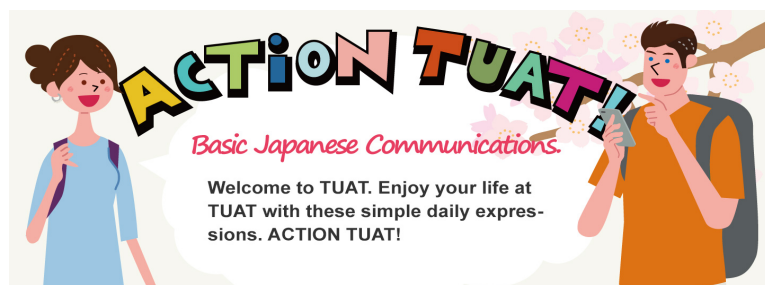 ACTION TUAT!
Basic Japanese Communications.
Welcome to TUAT. Enjoy your life at
TUAT with these simple daily expres-
sions. ACTION TUAT!